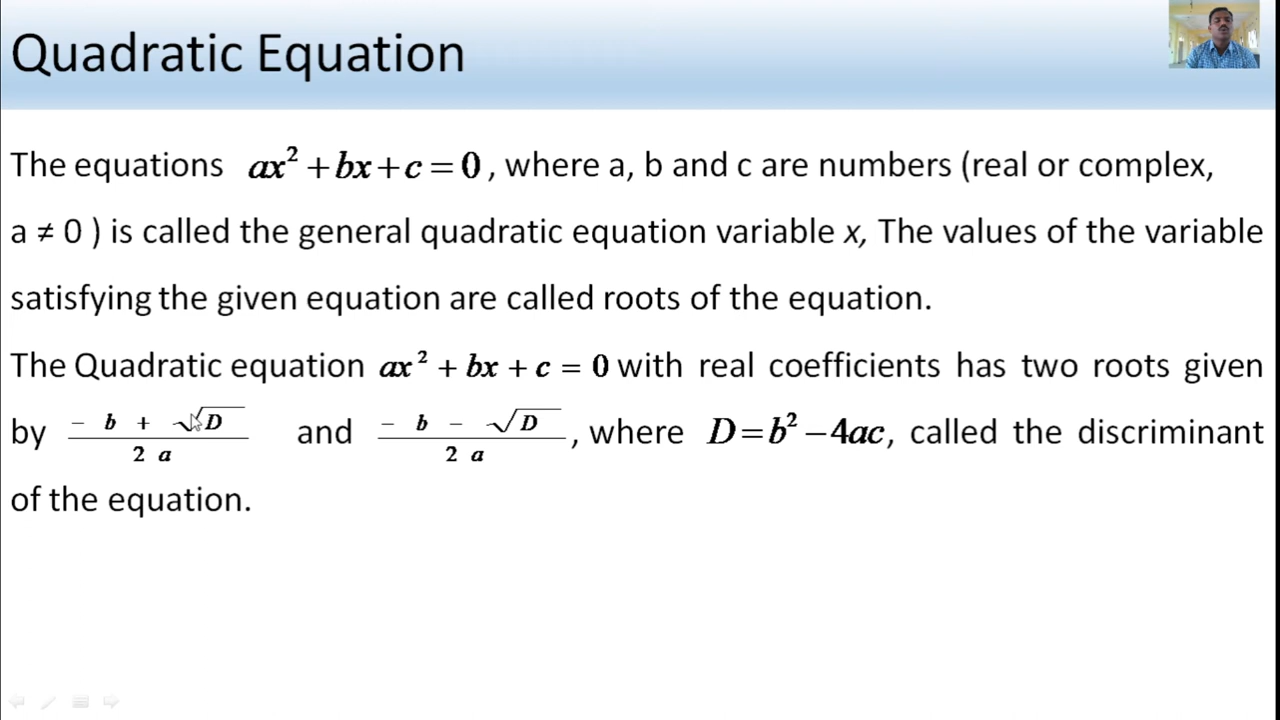 Quadratic Equation
The equations ax² + bx + c = 0, where a, b and c are numbers (real or complex,
a ≠ 0 ) is called the general quadratic equation variable x, The values of the variable
satisfying the given equation are called roots of the equation.
The Quadratic equation ax² + bx + c = 0 with real coefficients has two roots given
by (- b + √D)/(2 a) and (- b - √D)/(2 a), where D=b²-4ac, called the discriminant
of the equation.